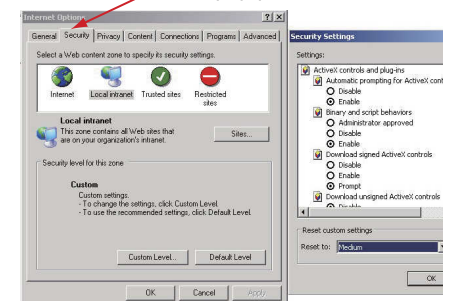 Internet Options
General Security Privacy Content Connections Programs Advanced
Select a Web content zone to specify its security settings.
Internet Local intranet Trusted sites Restricted sites
Local intranet
This zone contains all Web sites that
are on your organization's intranet.
Sites...
Security level for this zone
Custom
Custom settings.
- To change the settings, click Custom Level.
- To use the recommended settings, click Default Level.
Custom Level... Default Level
OK Cancel Apply
Security Settings
Settings:
ActiveX controls and plug-ins
Automatic prompting for ActiveX cont
Disable
Enable
Binary and script behaviors
Administrator approved
Disable
Enable
Download signed ActiveX controls
Disable
Enable
Prompt
Download unsigned ActiveX controls
Disable
Reset custom settings
Reset to: Medium
OK